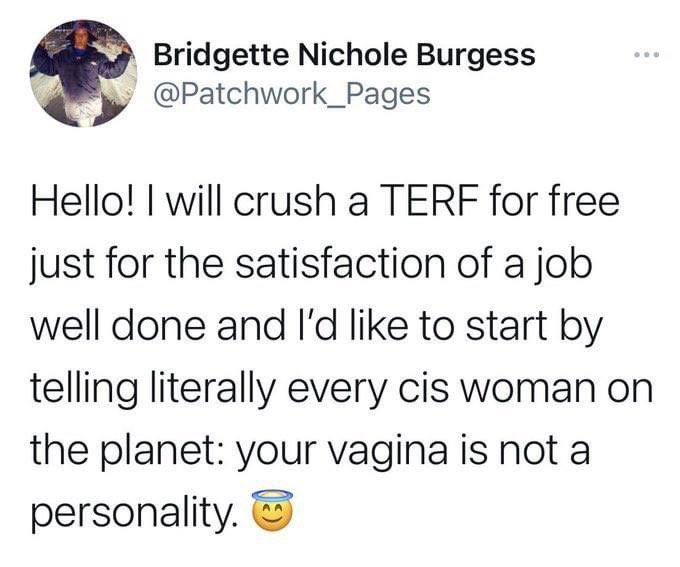 Bridgette Nichole Burgess
@Patchwork_Pages
Hello! I will crush a TERF for free
just for the satisfaction of a job
well done and I'd like to start by
telling literally every cis woman on
the planet: your vagina is not a
personality. 😇